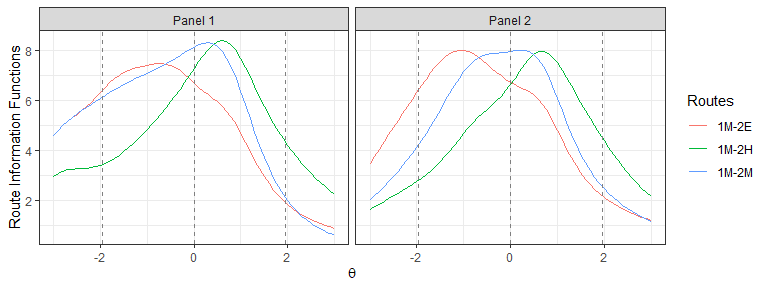 Panel 1
Panel 2
Route Information Functions
8
6
4
2
-2
0
2
-2
0
2
θ
Routes
1M-2E
1M-2H
1M-2M